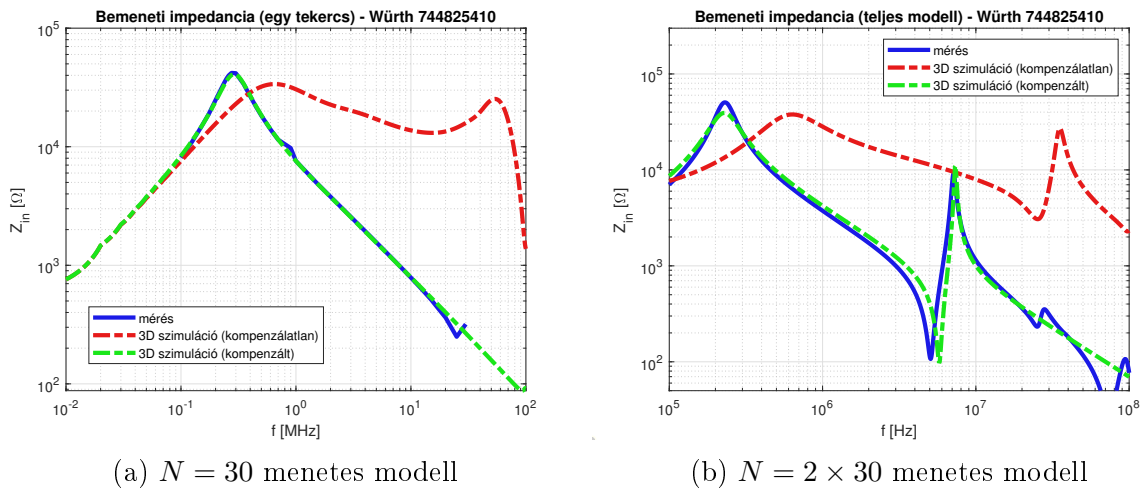 Bemeneti impedancia (egy tekercs) - Würth 744825410
10^5
10^4
10^3
10^2
Z_in [Ω]
mérés
3D szimuláció (kompenzálatlan)
3D szimuláció (kompenzált)
10^-2 10^-1 10^0 10^1 10^2
f [MHz]
(a) N = 30 menetes modell
Bemeneti impedancia (teljes modell) - Würth 744825410
mérés
3D szimuláció (kompenzálatlan)
3D szimuláció (kompenzált)
10^5
10^4
10^3
10^2
Z_in [Ω]
10^5 10^6 10^7 10^8
f [Hz]
(b) N = 2 × 30 menetes modell